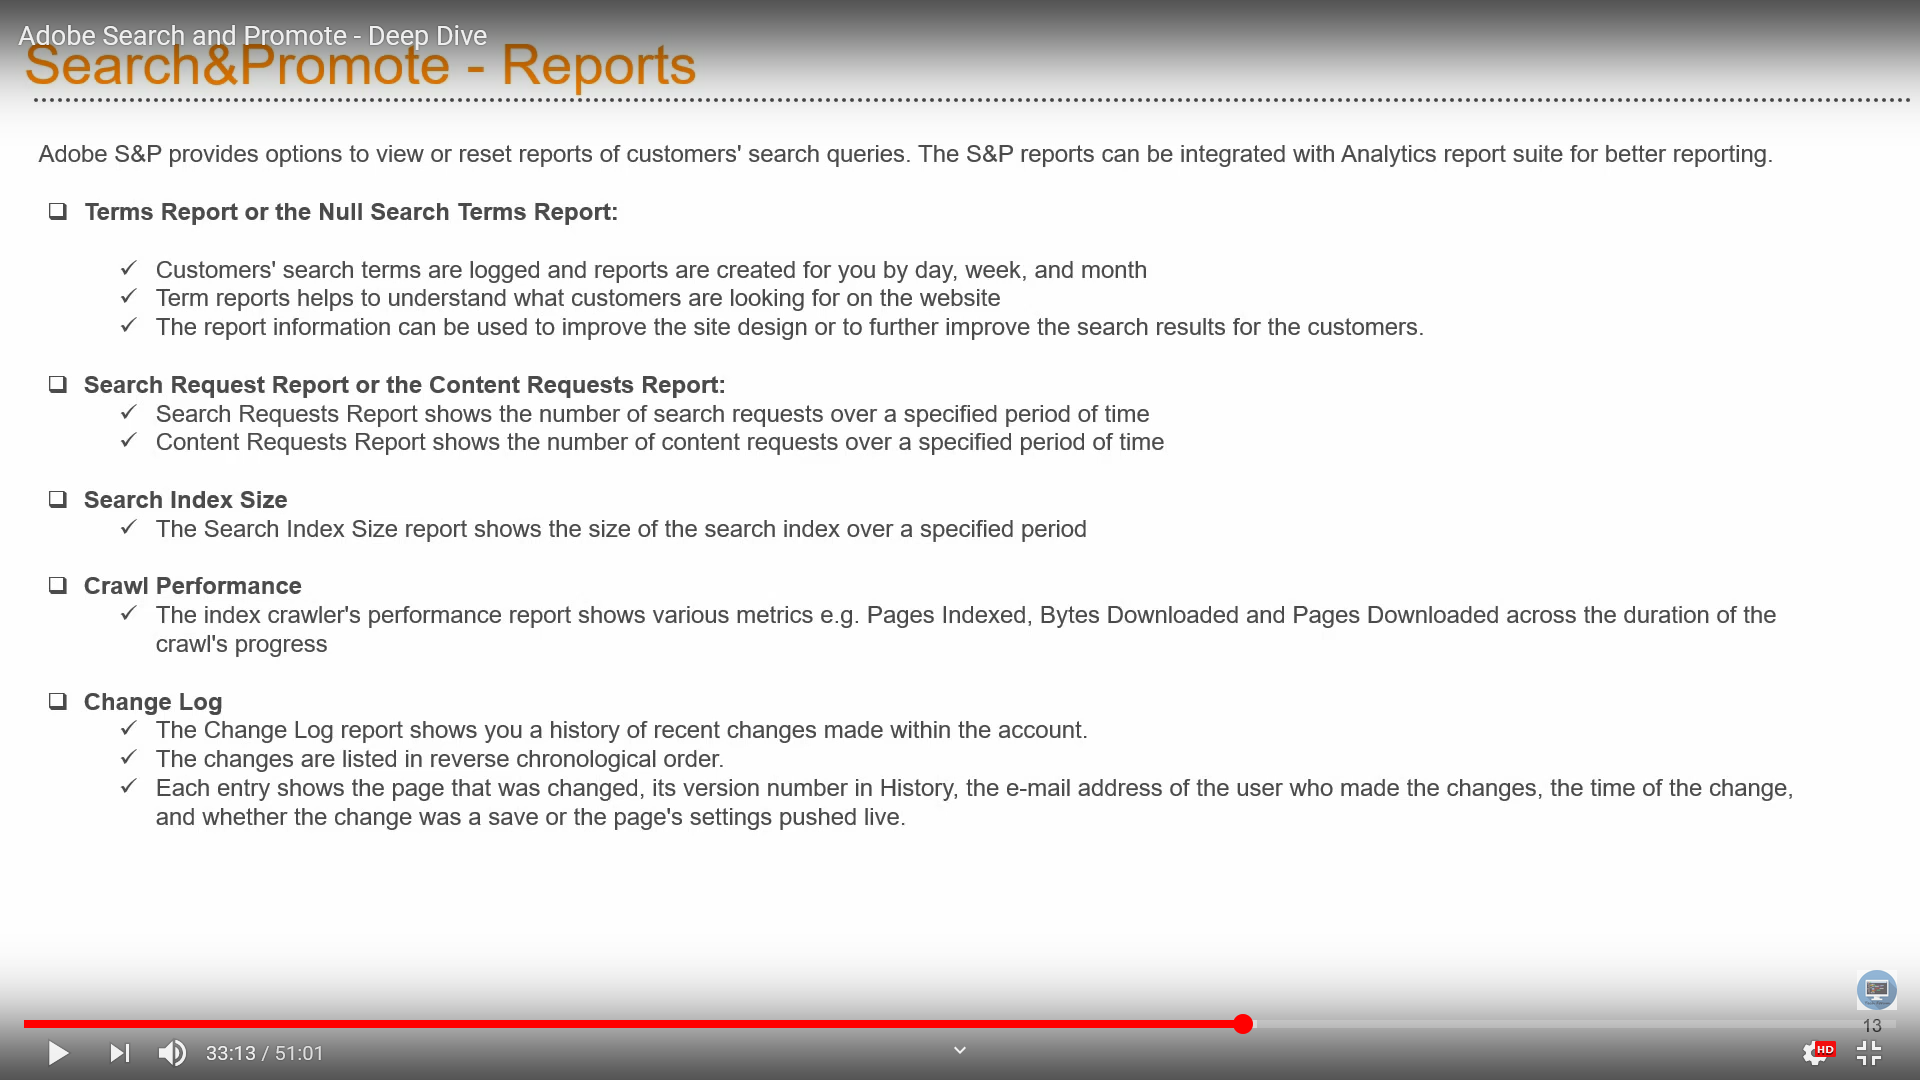 Adobe Search and Promote - Deep Dive
Search&Promote - Reports
Adobe S&P provides options to view or reset reports of customers' search queries. The S&P reports can be integrated with Analytics report suite for better reporting.
❑ Terms Report or the Null Search Terms Report:
✓ Customers' search terms are logged and reports are created for you by day, week, and month
✓ Term reports helps to understand what customers are looking for on the website
✓ The report information can be used to improve the site design or to further improve the search results for the customers.
❑ Search Request Report or the Content Requests Report:
✓ Search Requests Report shows the number of search requests over a specified period of time
✓ Content Requests Report shows the number of content requests over a specified period of time
❑ Search Index Size
✓ The Search Index Size report shows the size of the search index over a specified period
❑ Crawl Performance
✓ The index crawler's performance report shows various metrics e.g. Pages Indexed, Bytes Downloaded and Pages Downloaded across the duration of the
crawl's progress
❑ Change Log
✓ The Change Log report shows you a history of recent changes made within the account.
✓ The changes are listed in reverse chronological order.
✓ Each entry shows the page that was changed, its version number in History, the e-mail address of the user who made the changes, the time of the change,
and whether the change was a save or the page's settings pushed live.
13
33:13 / 51:01
HD